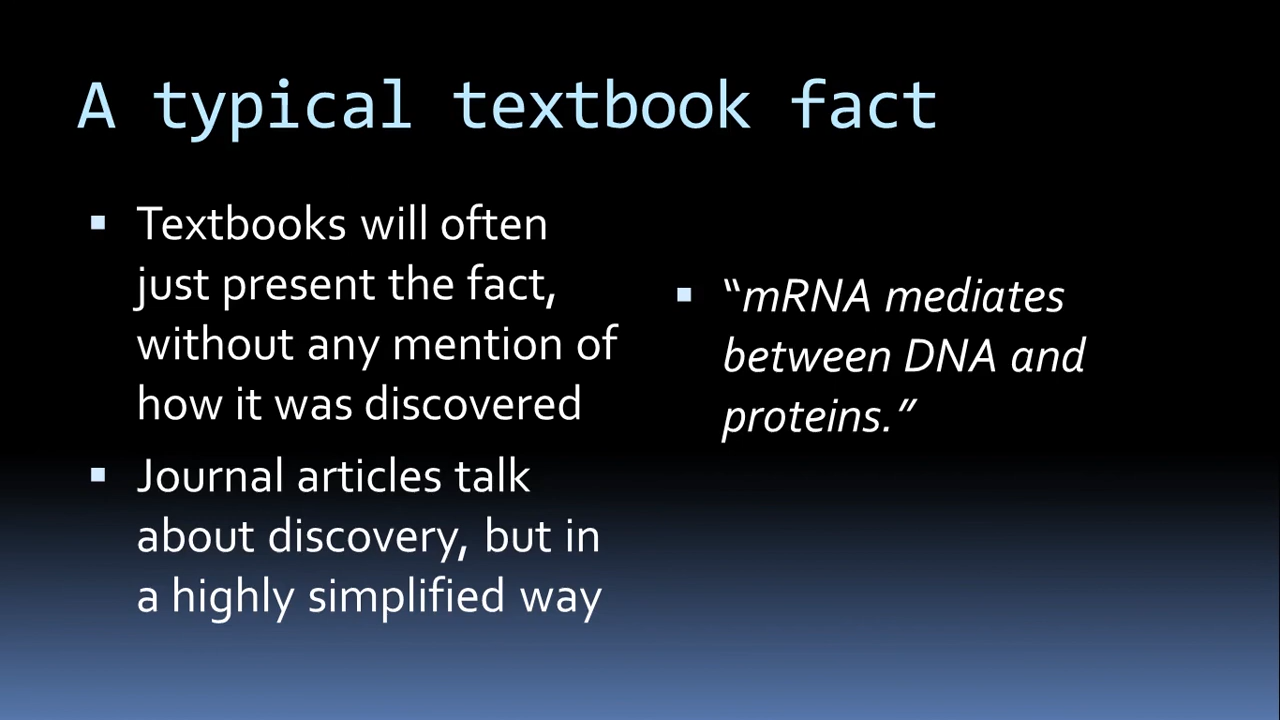 A typical textbook fact
▪ Textbooks will often
just present the fact,
without any mention of
how it was discovered
▪ Journal articles talk
about discovery, but in
a highly simplified way
▪ “mRNA mediates
between DNA and
proteins.”